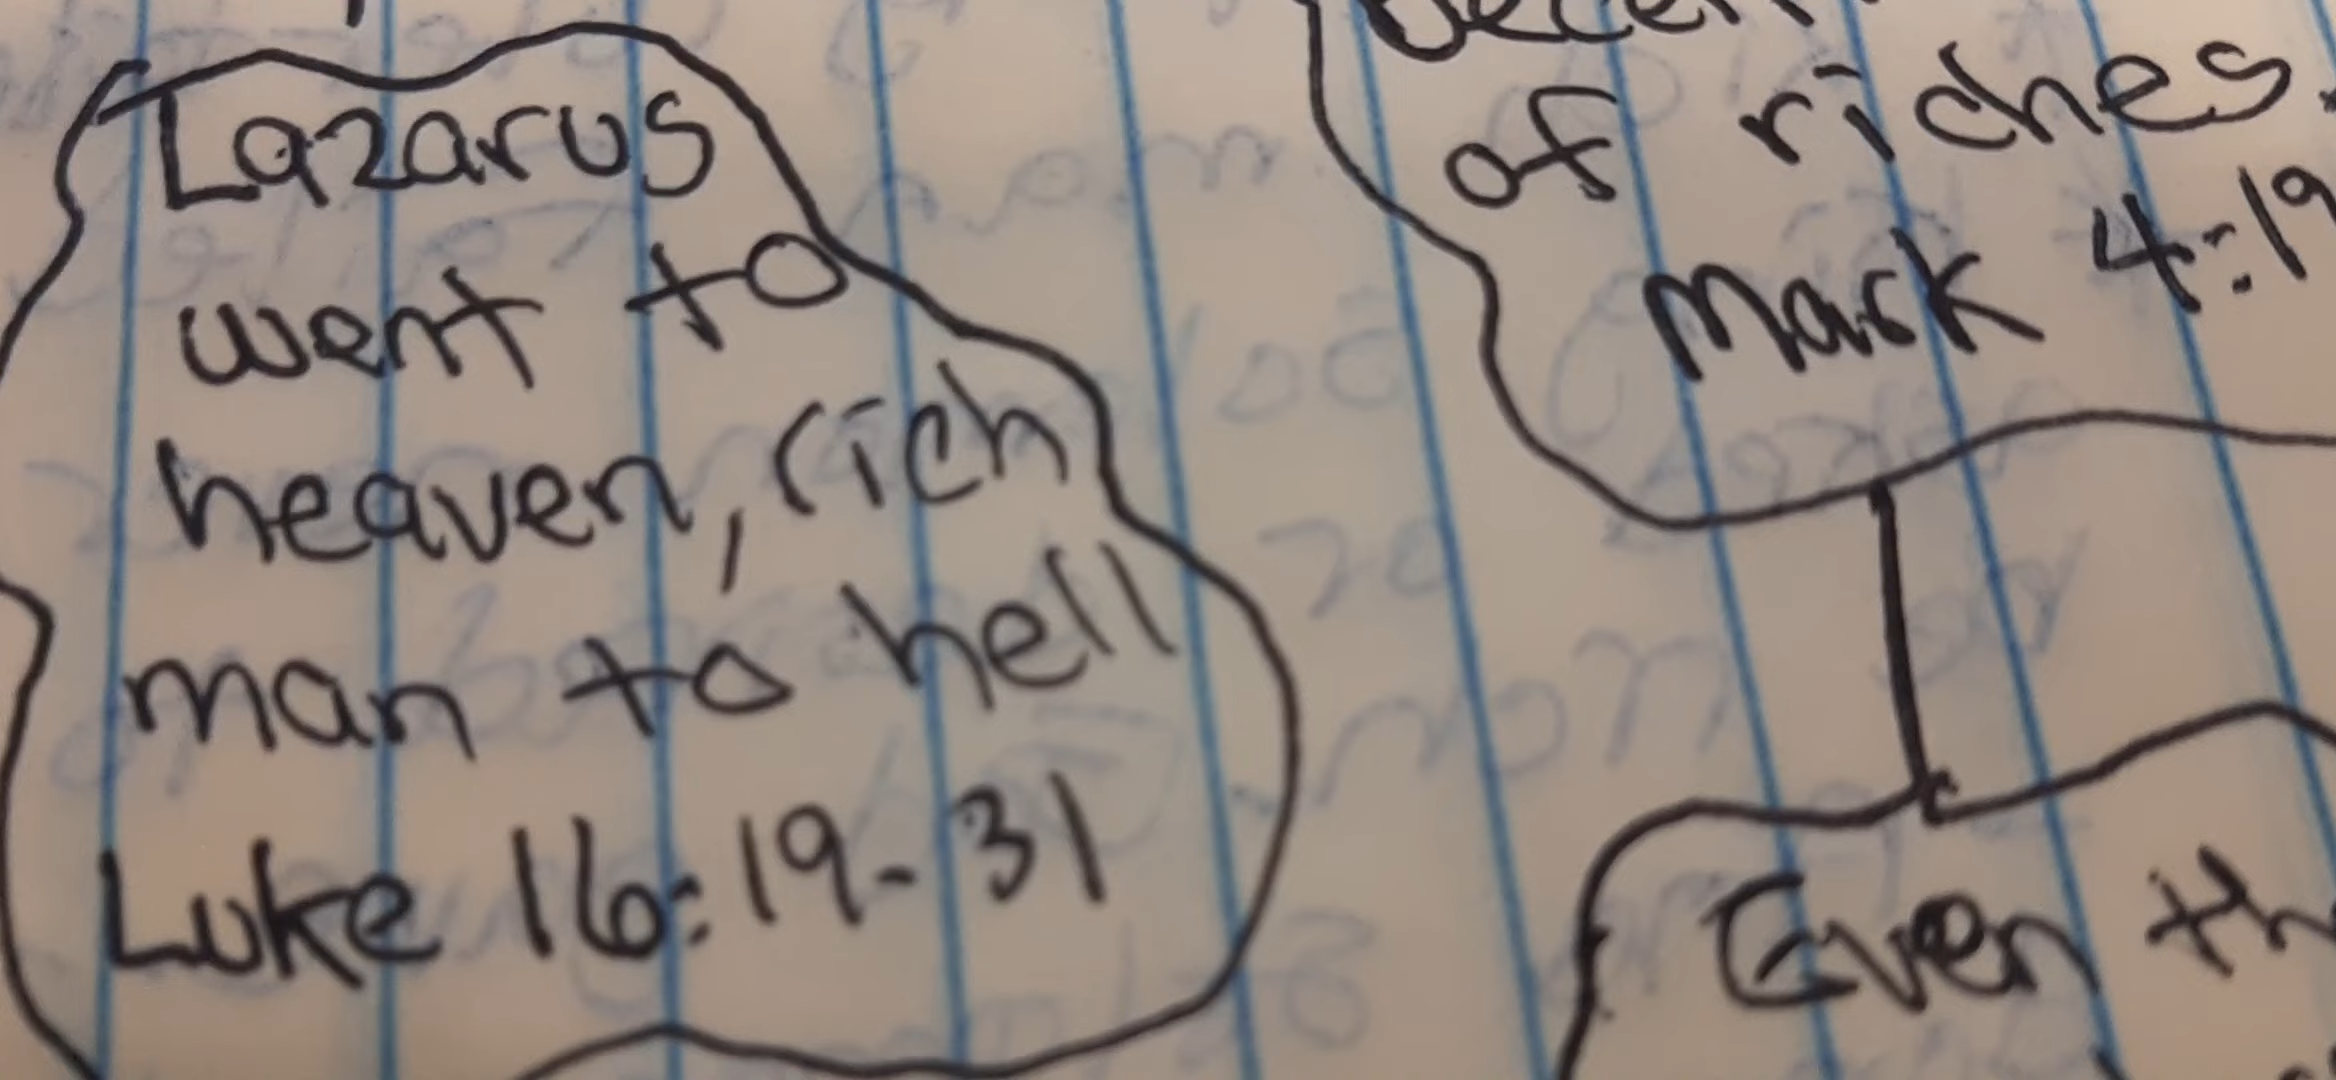 Lazarus
went to
heaven, rich
man to hell
Luke 16:19-31
of riches.
Mark 4:19
Even